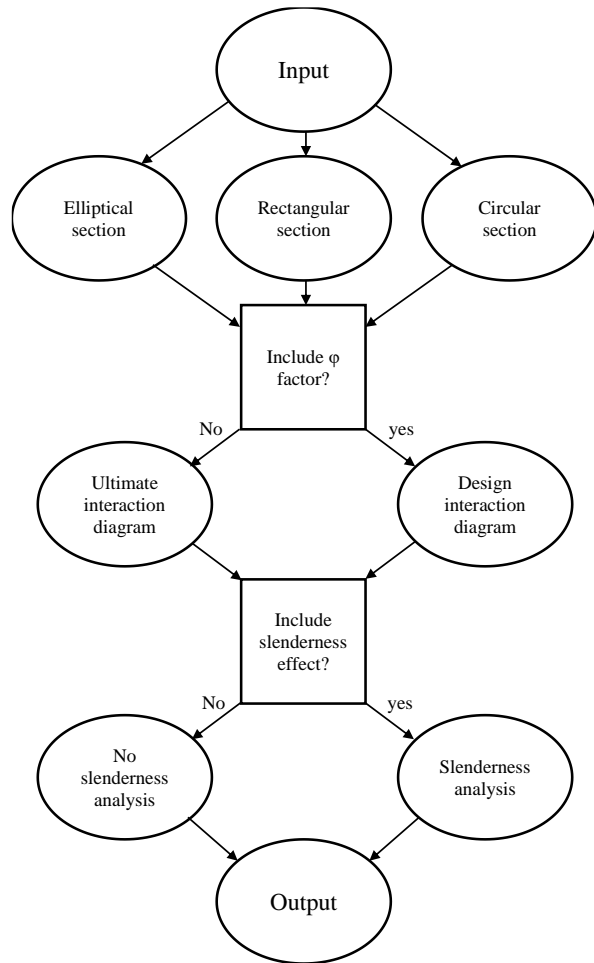 Input
Elliptical
section
Rectangular
section
Circular
section
Include φ
factor?
No
yes
Ultimate
interaction
diagram
Design
interaction
diagram
Include
slenderness
effect?
No
yes
No
slenderness
analysis
Slenderness
analysis
Output